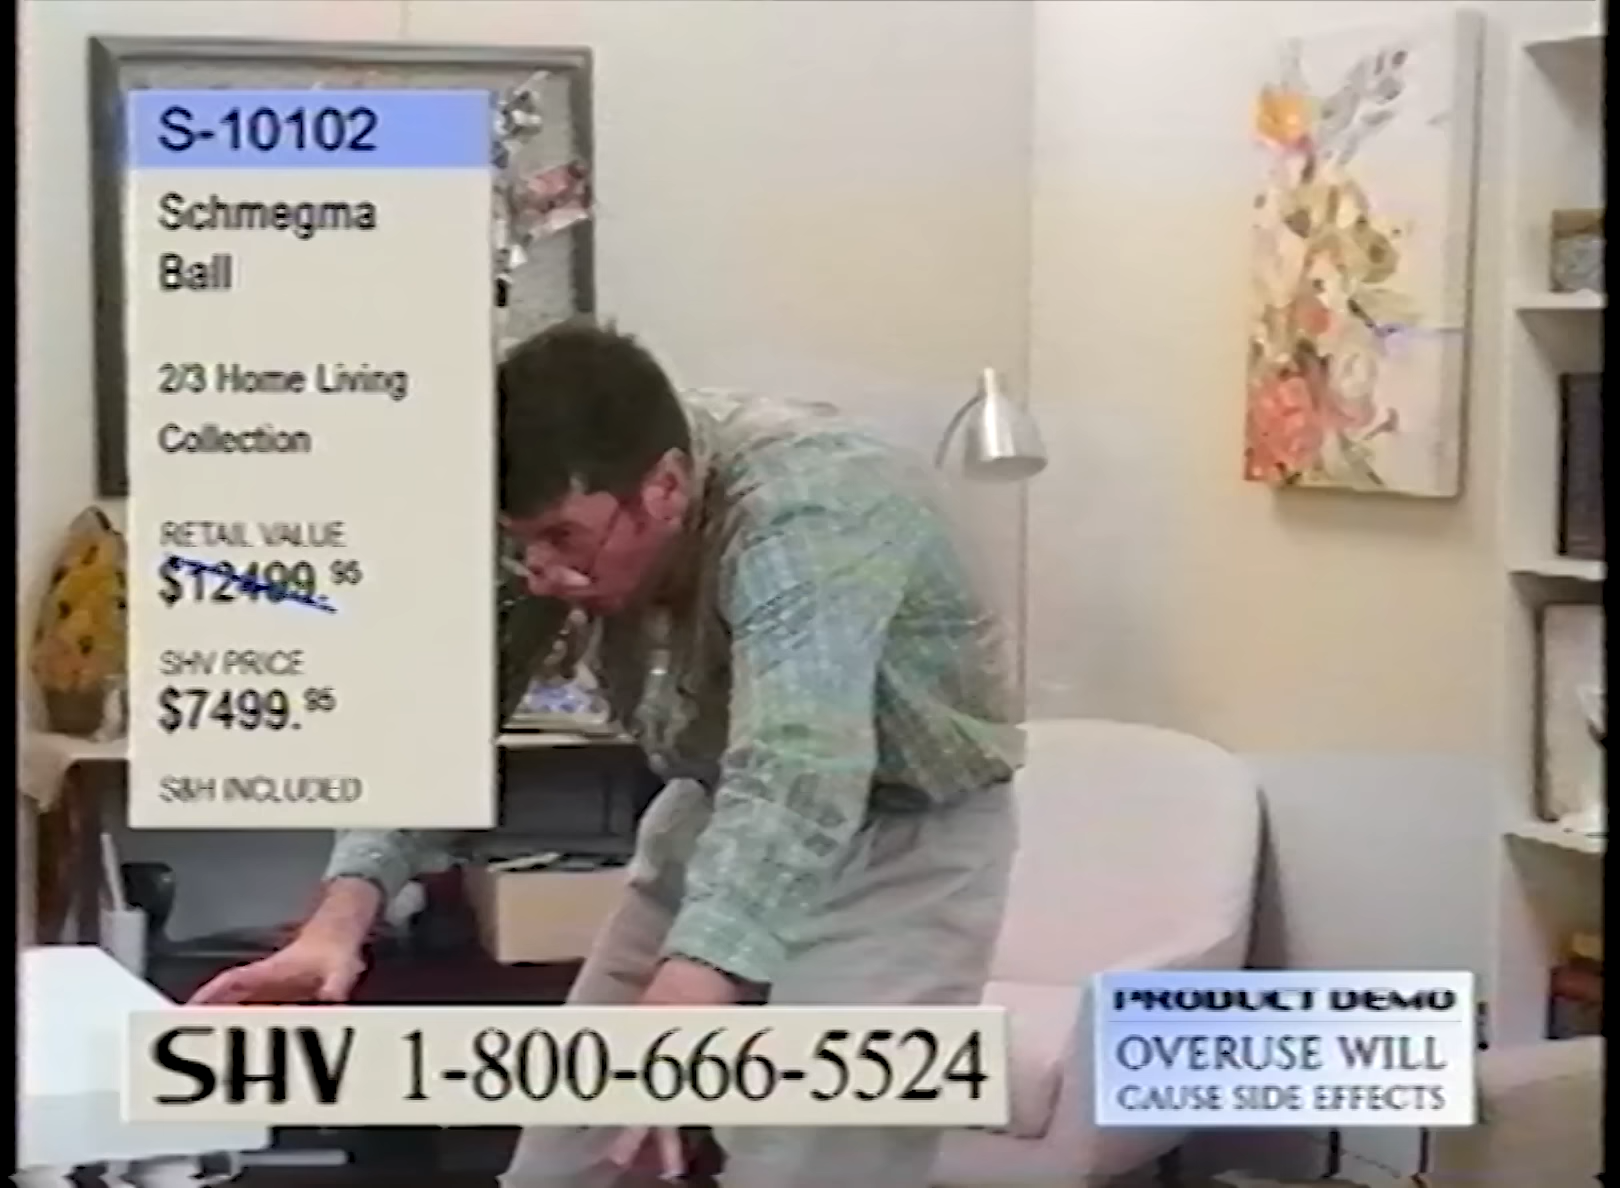 S-10102
Schmegma
Ball
2/3 Home Living
Collection
RETAIL VALUE
$12499.95
SHV PRICE
$7499.95
S&H INCLUDED
SHV 1-800-666-5524
PRODUCT DEMO
OVERUSE WILL
CAUSE SIDE EFFECTS